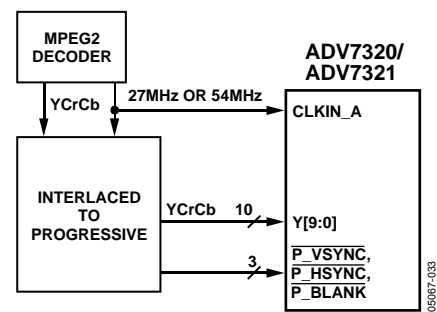 MPEG2
DECODER
YCrCb
27MHz OR 54MHz
ADV7320/
ADV7321
CLKIN_A
INTERLACED
TO
PROGRESSIVE
YCrCb
10
Y[9:0]
3
P_VSYNC,
P_HSYNC,
P_BLANK
05067-033